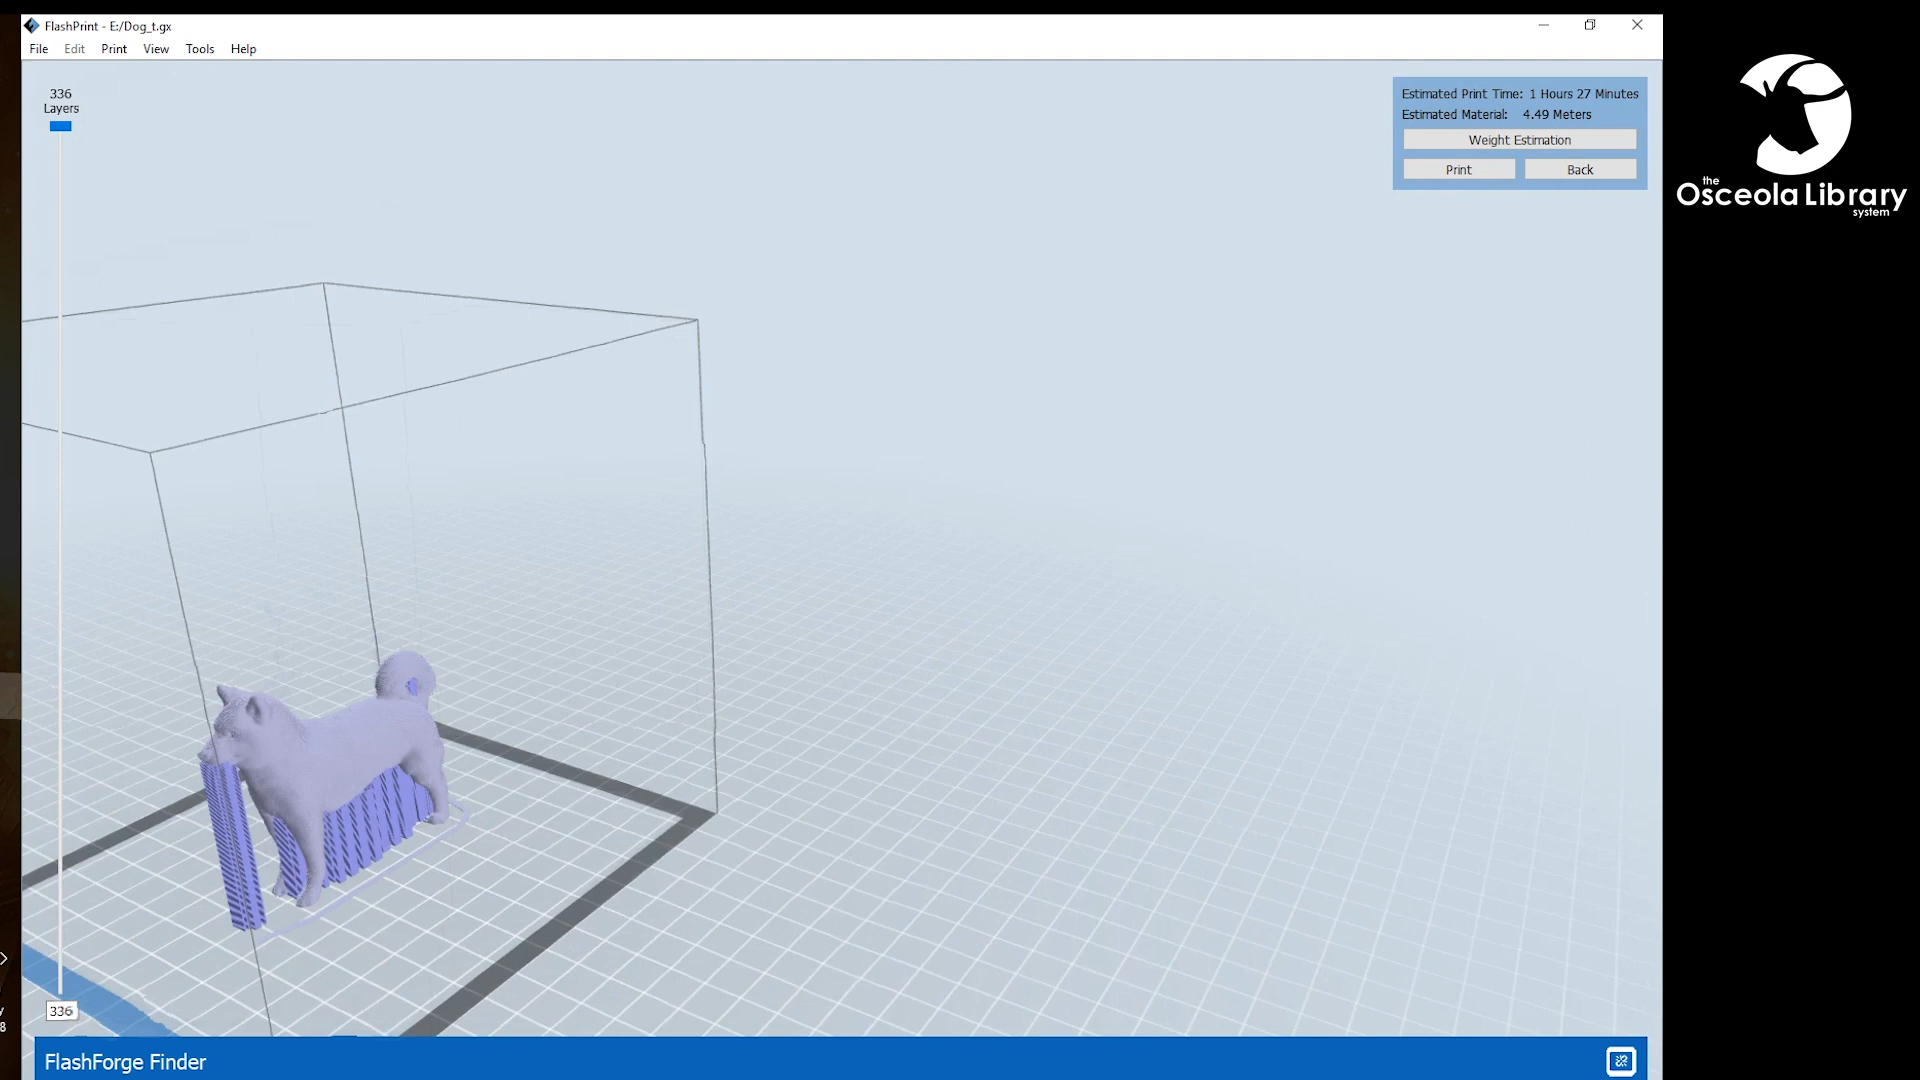 FlashPrint - E:/Dog_t.gx
File Edit Print View Tools Help
336
Layers
Estimated Print Time: 1 Hours 27 Minutes
Estimated Material: 4.49 Meters
Weight Estimation
Print Back
the
Osceola Library
system
336
FlashForge Finder